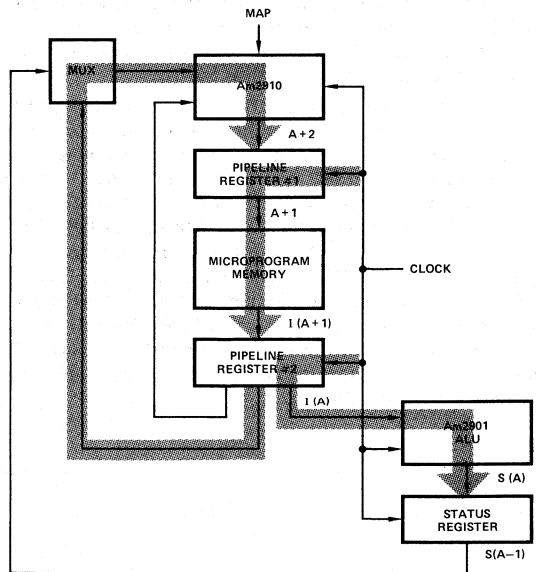 MAP
MUX
Am2910
A + 2
PIPELINE
REGISTER #1
A + 1
MICROPROGRAM
MEMORY
CLOCK
I (A + 1)
PIPELINE
REGISTER #2
I (A)
Am2901
ALU
S (A)
STATUS
REGISTER
S(A–1)